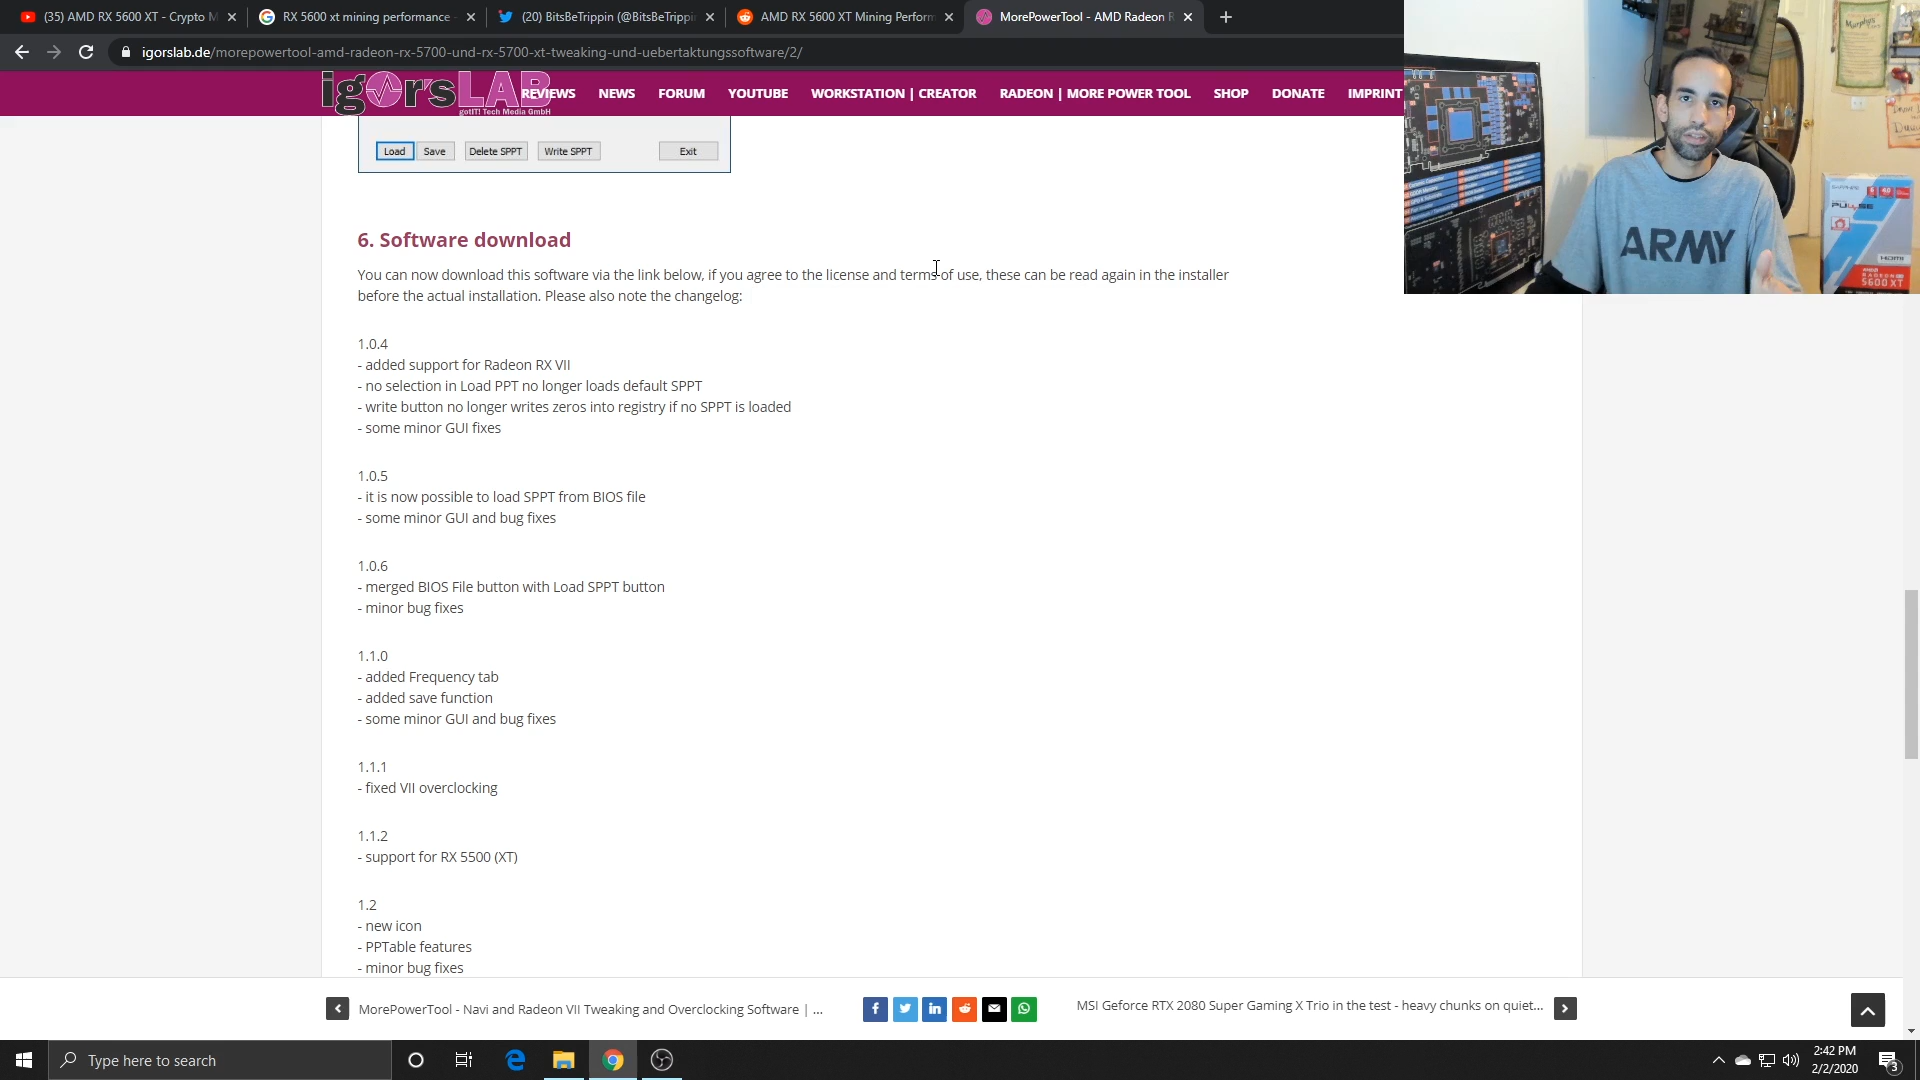 (35) AMD RX 5600 XT - Crypto M
RX 5600 xt mining performance -
(20) BitsBeTrippin (@BitsBeTrippi
AMD RX 5600 XT Mining Perform
MorePowerTool - AMD Radeon R
igorslab.de/morepowertool-amd-radeon-rx-5700-und-rx-5700-xt-tweaking-und-uebertaktungssoftware/2/
igor'sLAB
gotIT! Tech Media GmbH
REVIEWS NEWS FORUM YOUTUBE WORKSTATION | CREATOR RADEON | MORE POWER TOOL SHOP DONATE IMPRINT
Load Save Delete SPPT Write SPPT Exit
6. Software download
You can now download this software via the link below, if you agree to the license and terms of use, these can be read again in the installer
before the actual installation. Please also note the changelog:
1.0.4
- added support for Radeon RX VII
- no selection in Load PPT no longer loads default SPPT
- write button no longer writes zeros into registry if no SPPT is loaded
- some minor GUI fixes
1.0.5
- it is now possible to load SPPT from BIOS file
- some minor GUI and bug fixes
1.0.6
- merged BIOS File button with Load SPPT button
- minor bug fixes
1.1.0
- added Frequency tab
- added save function
- some minor GUI and bug fixes
1.1.1
- fixed VII overclocking
1.1.2
- support for RX 5500 (XT)
1.2
- new icon
- PPTable features
- minor bug fixes
MorePowerTool - Navi and Radeon VII Tweaking and Overclocking Software | ...
MSI Geforce RTX 2080 Super Gaming X Trio in the test - heavy chunks on quiet...
ARMY
SAPPHIRE
PULSE
HDMI
RADEON
5600 XT
Murphy's
Type here to search
2:42 PM
2/2/2020
3